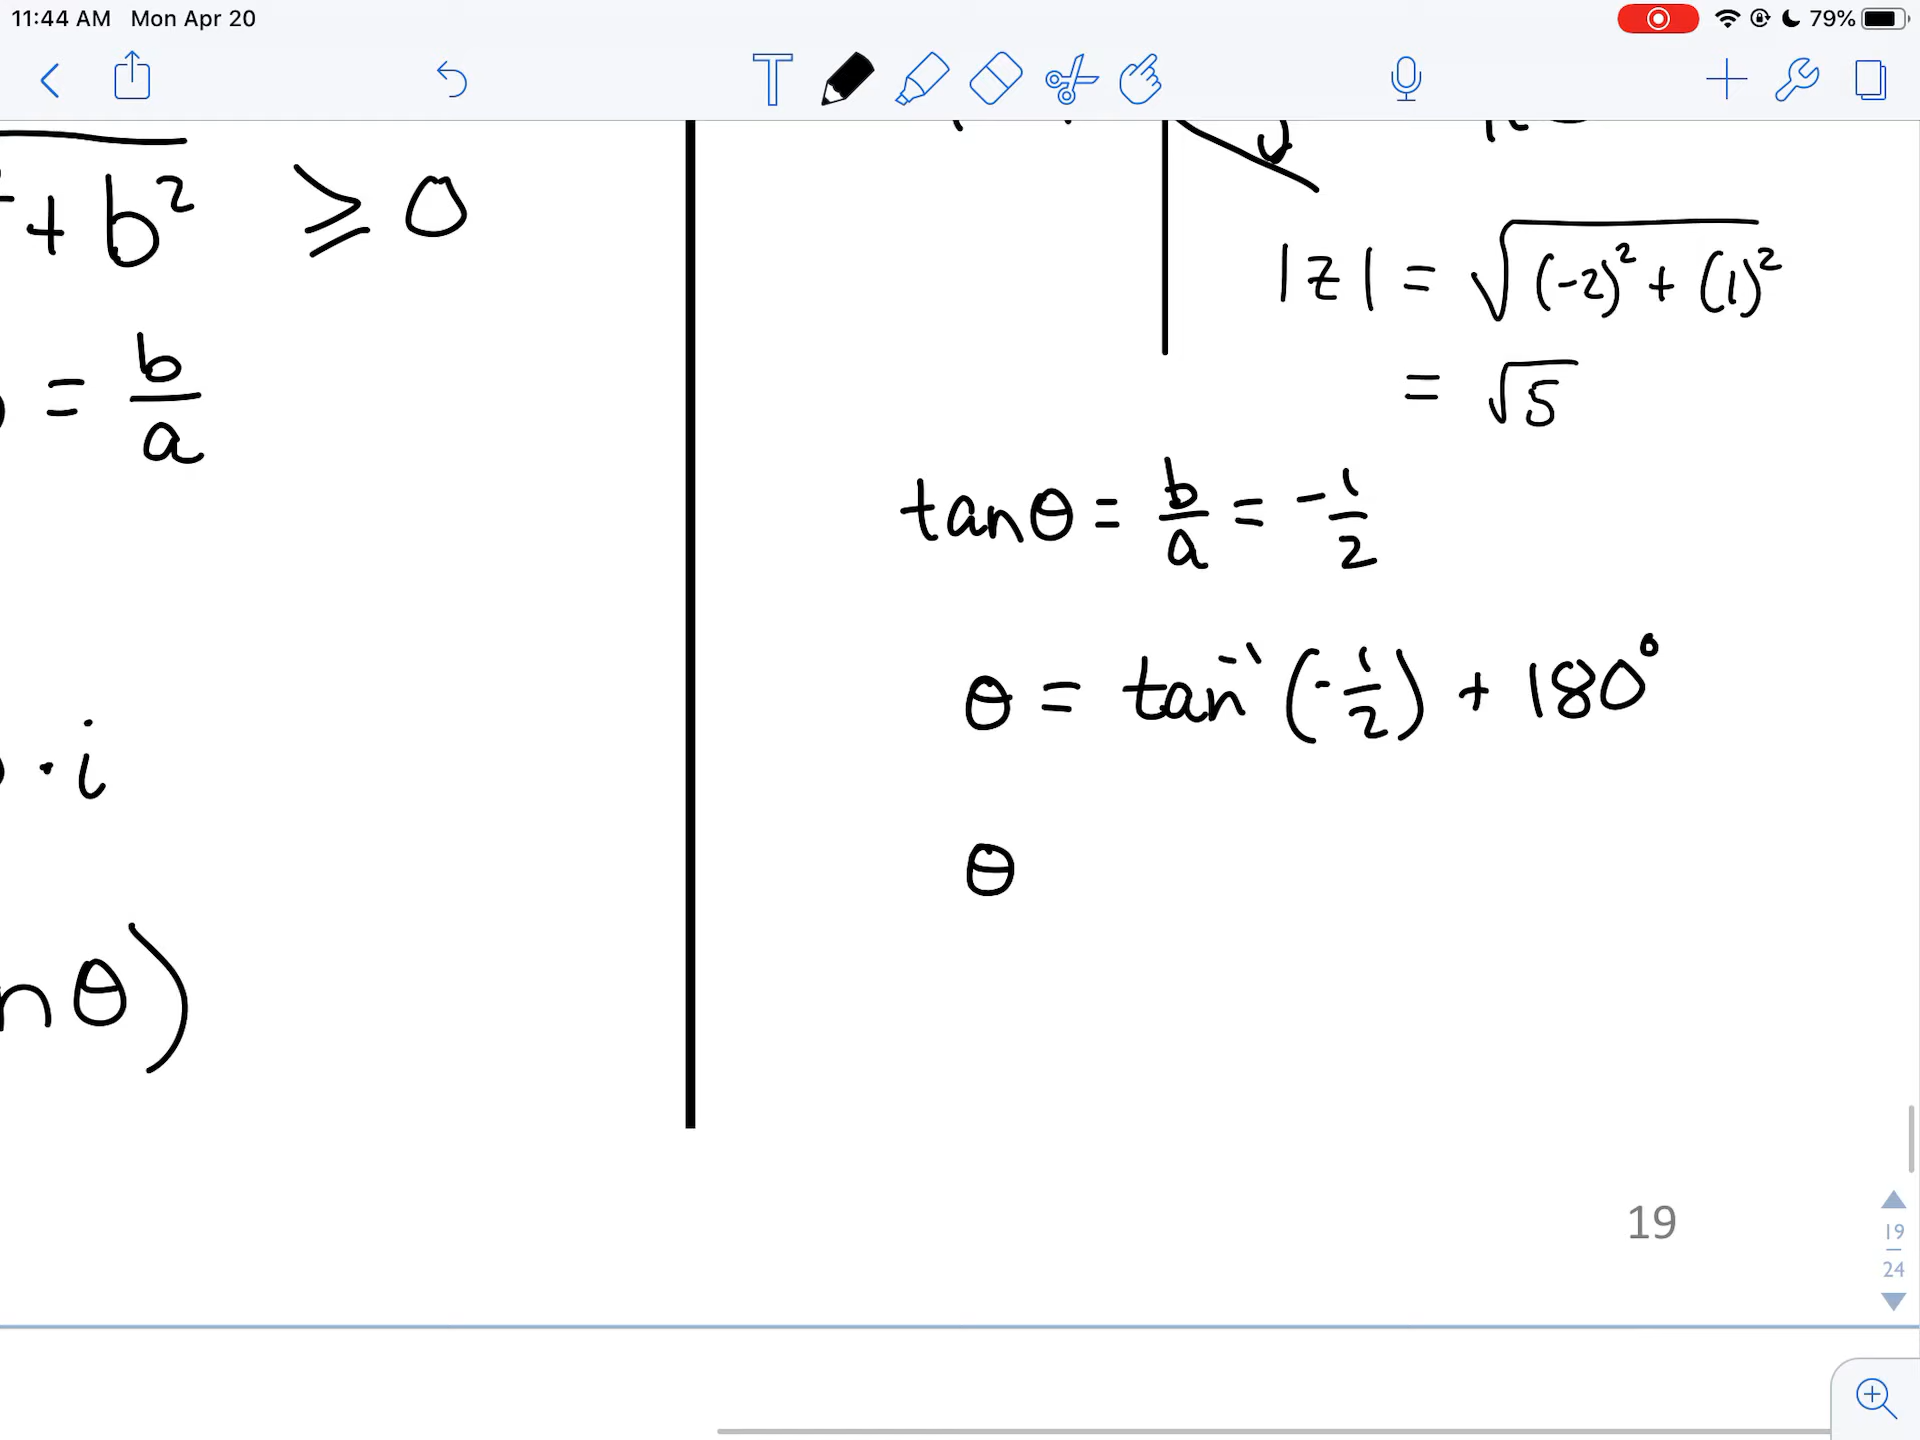 11:44 AM Mon Apr 20
79%
T
+ b² ≥ 0
= b/a
· i
nθ)
|z| = √((-2)² + (1)²)
= √5
tanθ = b/a = -1/2
θ = tan⁻¹(-1/2) + 180°
θ
19
19
24